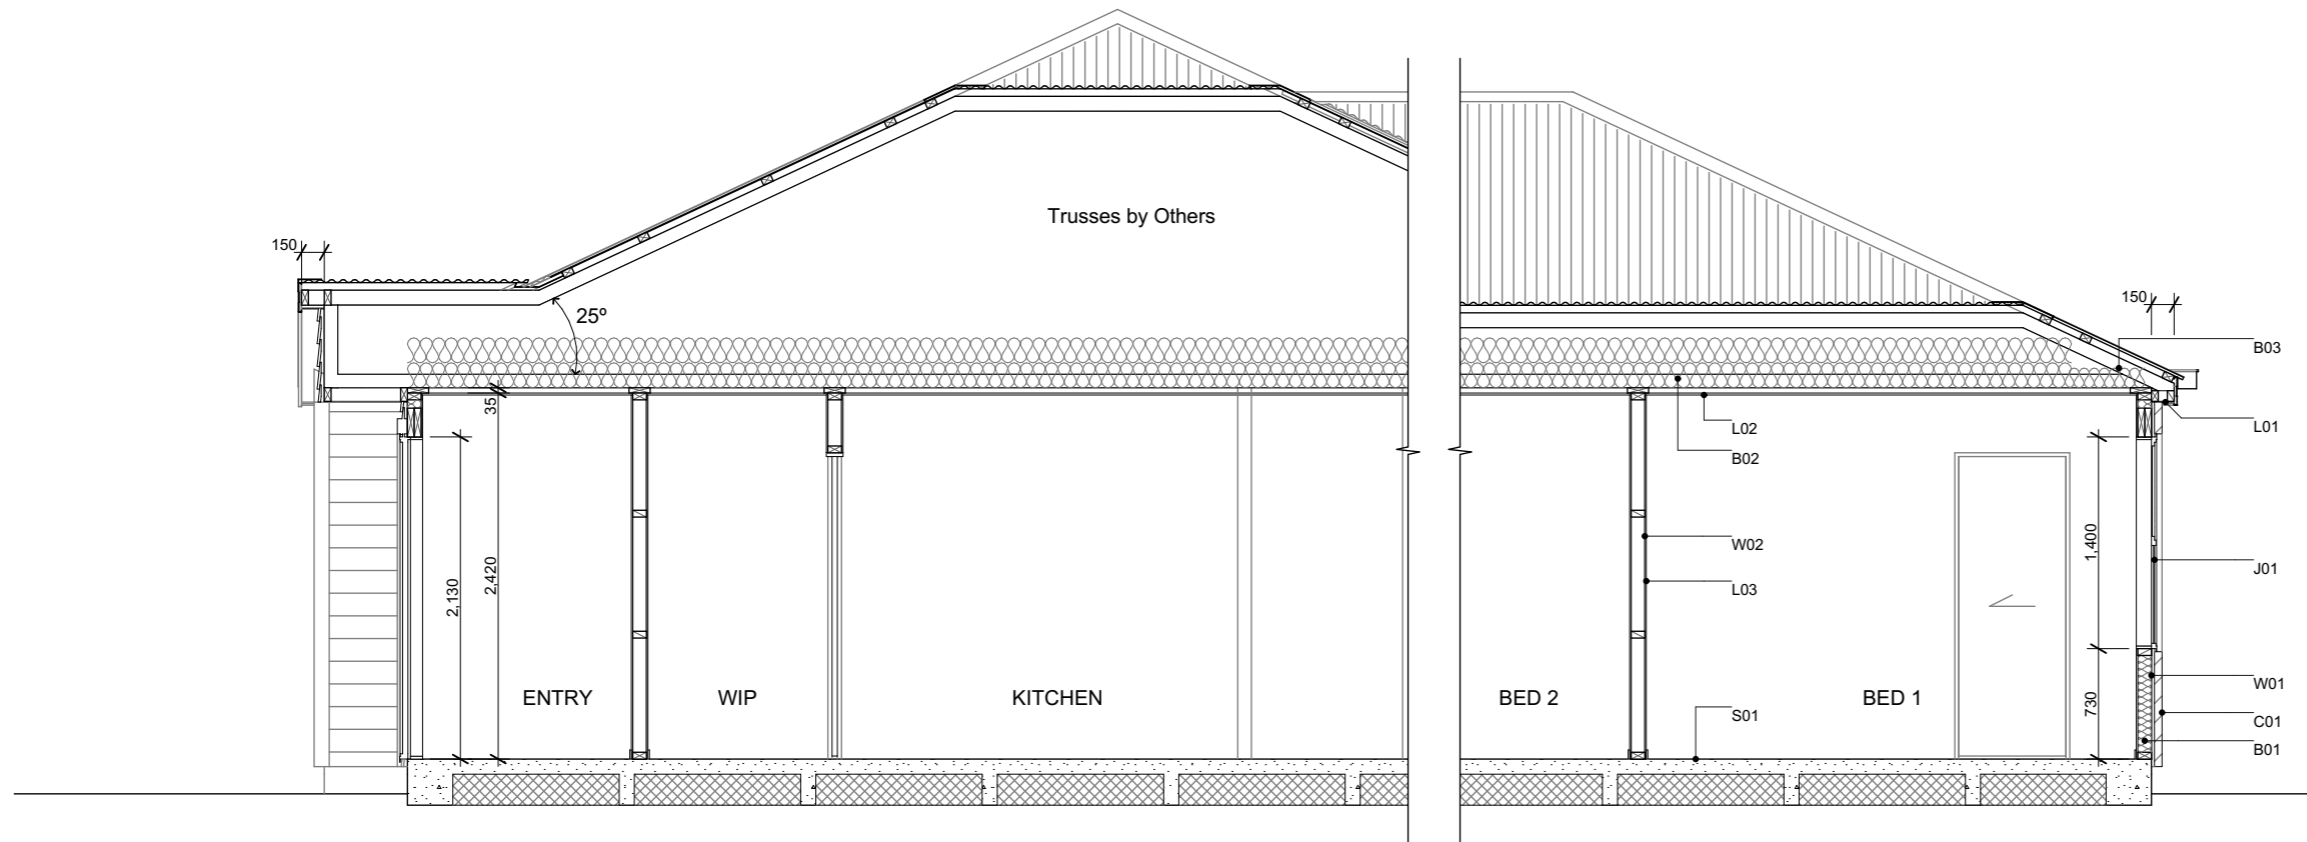 Trusses by Others
150
25º
150
B03
35
L02
L01
B02
2,130
2,420
W02
1,400
J01
L03
ENTRY
WIP
KITCHEN
BED 2
BED 1
W01
730
S01
C01
B01